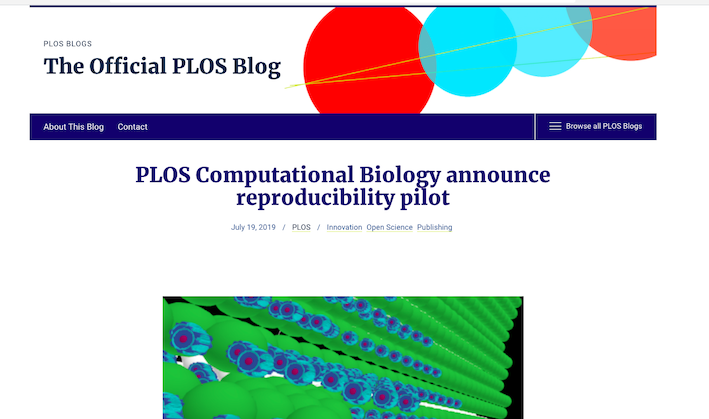 PLOS BLOGS
The Official PLOS Blog
About This Blog Contact Browse all PLOS Blogs
PLOS Computational Biology announce
reproducibility pilot
July 19, 2019 / PLOS / Innovation Open Science Publishing